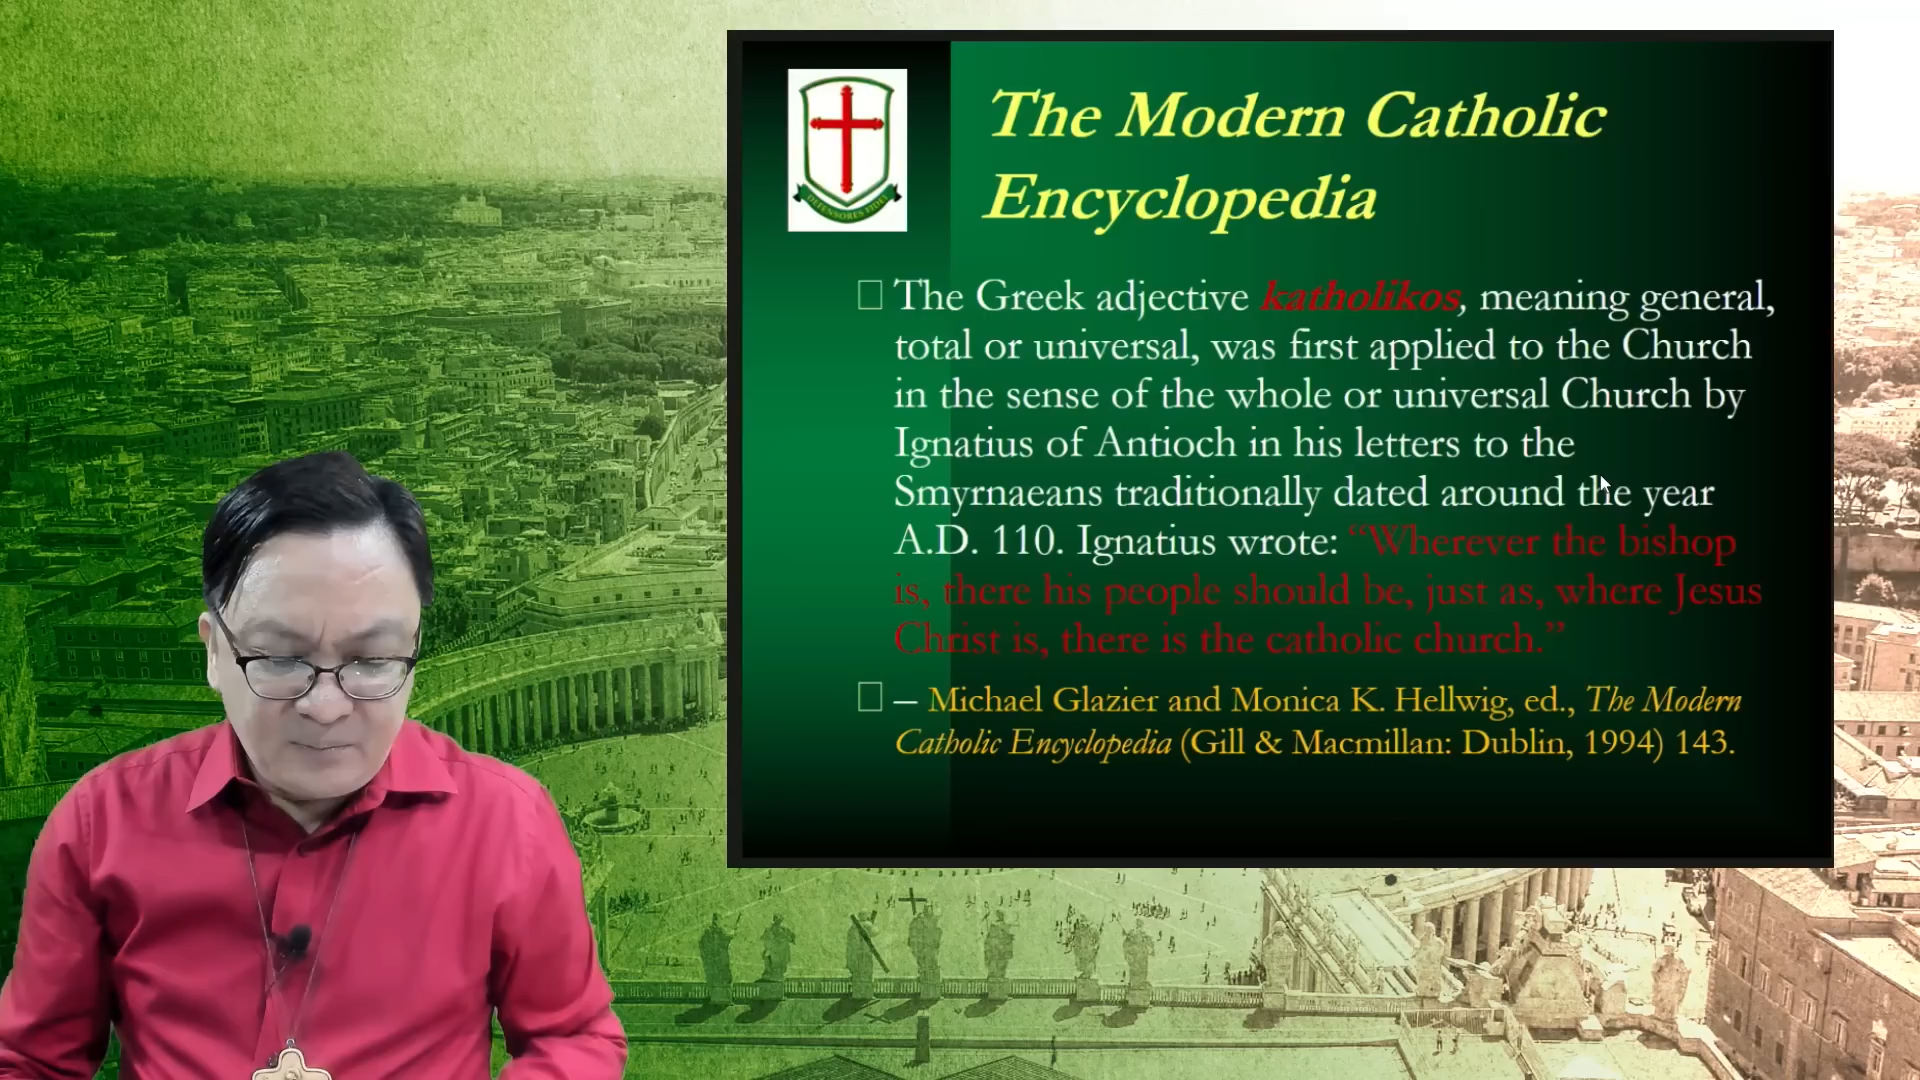 DEFENSORES FIDEI
The Modern Catholic
Encyclopedia
The Greek adjective katholikos, meaning general,
total or universal, was first applied to the Church
in the sense of the whole or universal Church by
Ignatius of Antioch in his letters to the
Smyrnaeans traditionally dated around the year
A.D. 110. Ignatius wrote: “Wherever the bishop
is, there his people should be, just as, where Jesus
Christ is, there is the catholic church.”
– Michael Glazier and Monica K. Hellwig, ed., The Modern
Catholic Encyclopedia (Gill & Macmillan: Dublin, 1994) 143.